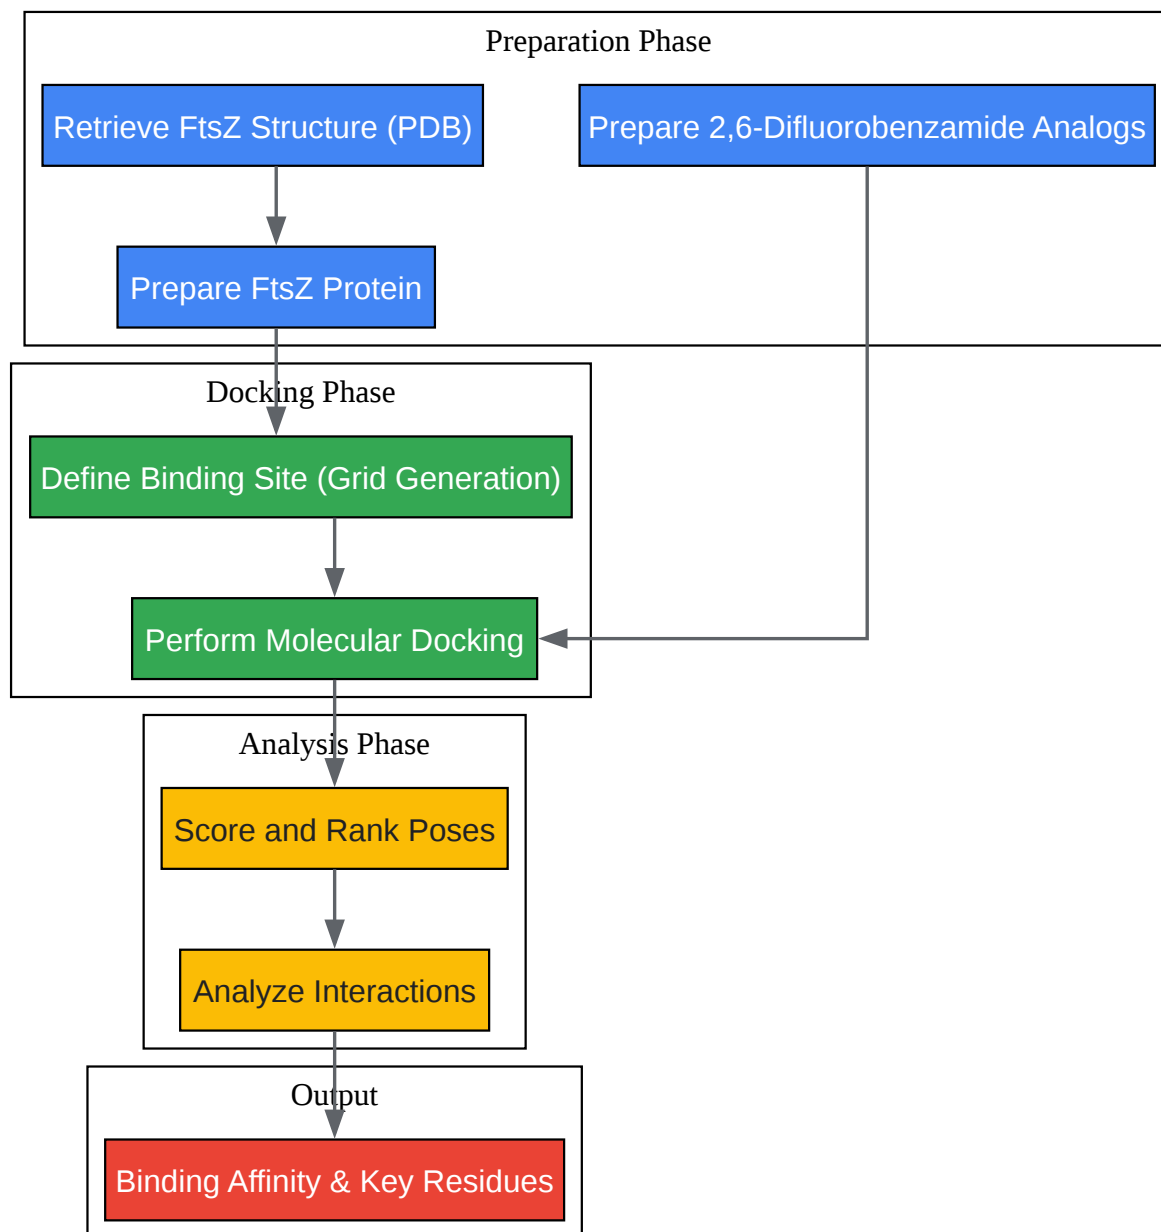 Preparation Phase
Retrieve FtsZ Structure (PDB)
Prepare 2,6-Difluorobenzamide Analogs
Prepare FtsZ Protein
Docking Phase
Define Binding Site (Grid Generation)
Perform Molecular Docking
Analysis Phase
Score and Rank Poses
Analyze Interactions
Output
Binding Affinity & Key Residues